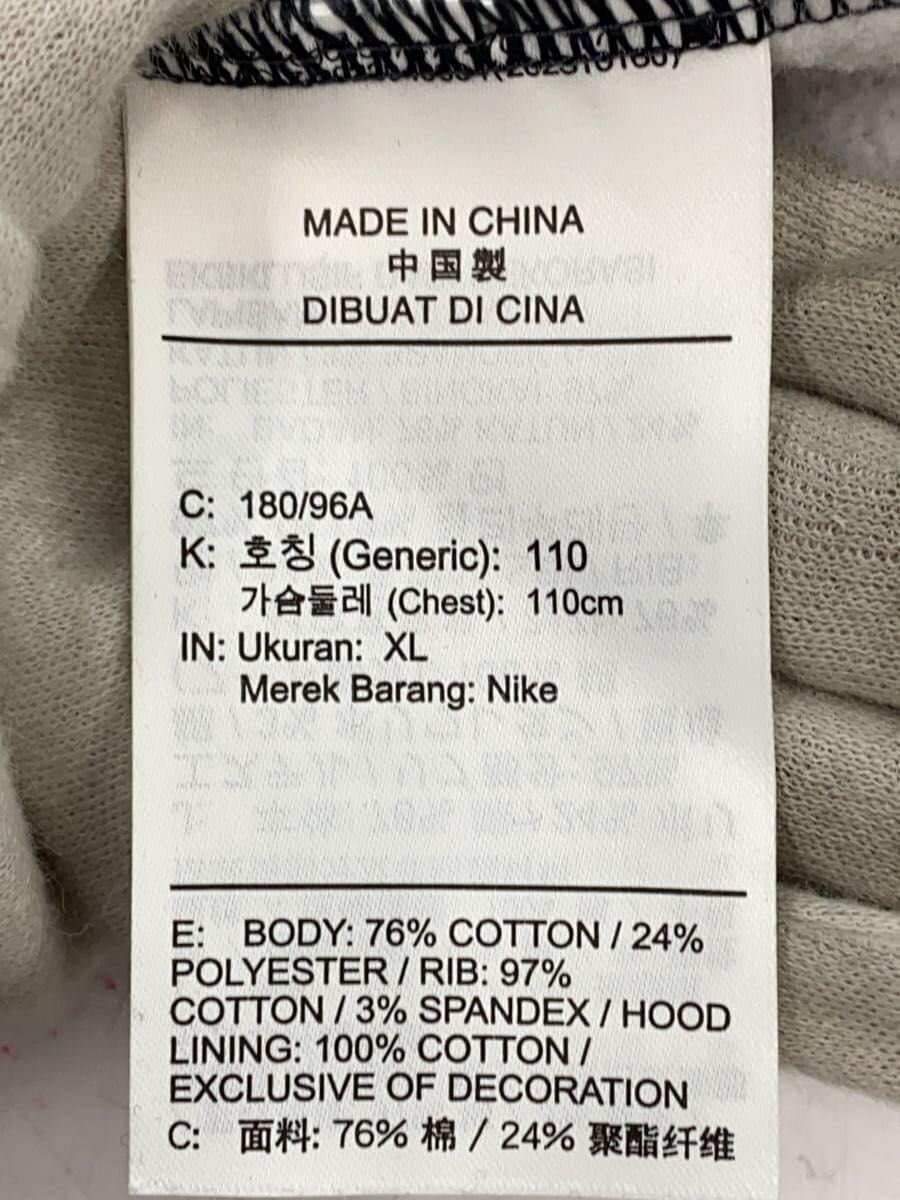 MADE IN CHINA
中国製
DIBUAT DI CINA
C: 180/96A
K: 호칭 (Generic): 110
가슴둘레 (Chest): 110cm
IN: Ukuran: XL
Merek Barang: Nike
E: BODY: 76% COTTON / 24%
POLYESTER / RIB: 97%
COTTON / 3% SPANDEX / HOOD
LINING: 100% COTTON /
EXCLUSIVE OF DECORATION
C: 面料: 76% 棉 / 24% 聚酯纤维